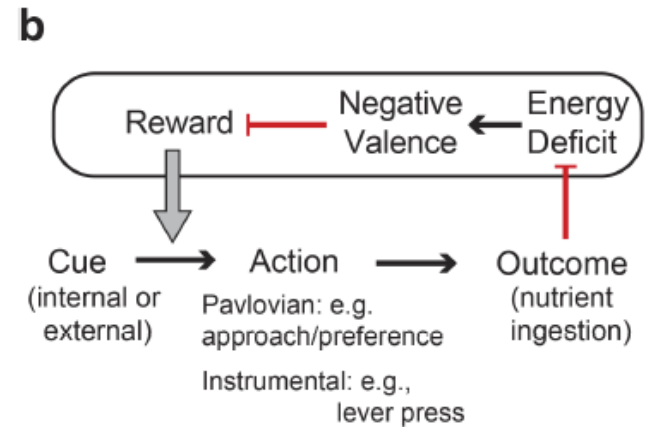 b
Reward
Negative
Valence
Energy
Deficit
Cue
(internal or
external)
Action
Pavlovian: e.g.
approach/preference
Instrumental: e.g.,
lever press
Outcome
(nutrient
ingestion)